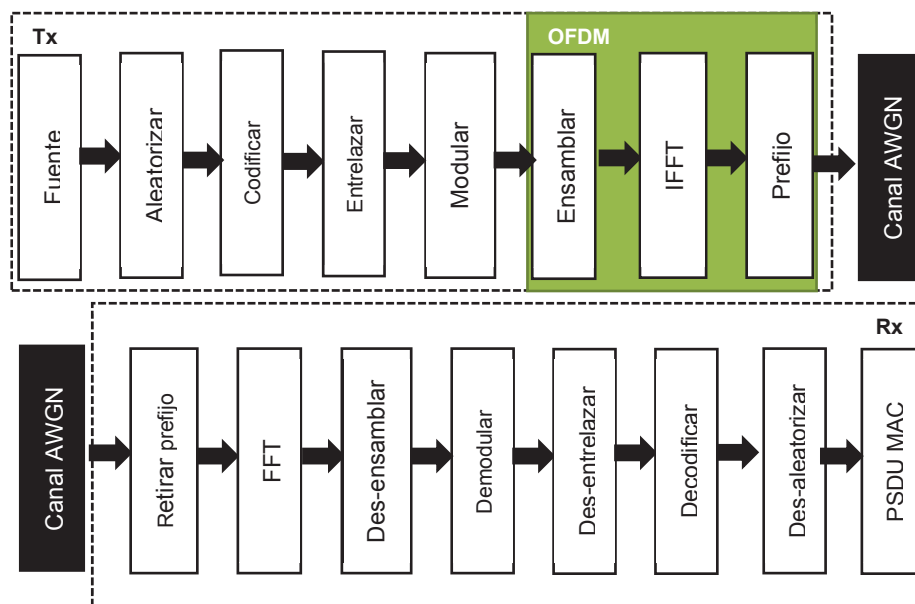 Tx
OFDM
Fuente
Aleatorizar
Codificar
Entrelazar
Modular
Ensamblar
IFFT
Prefijo
Canal AWGN
Rx
Canal AWGN
Retirar prefijo
FFT
Des-ensamblar
Demodular
Des-entrelazar
Decodificar
Des-aleatorizar
PSDU MAC